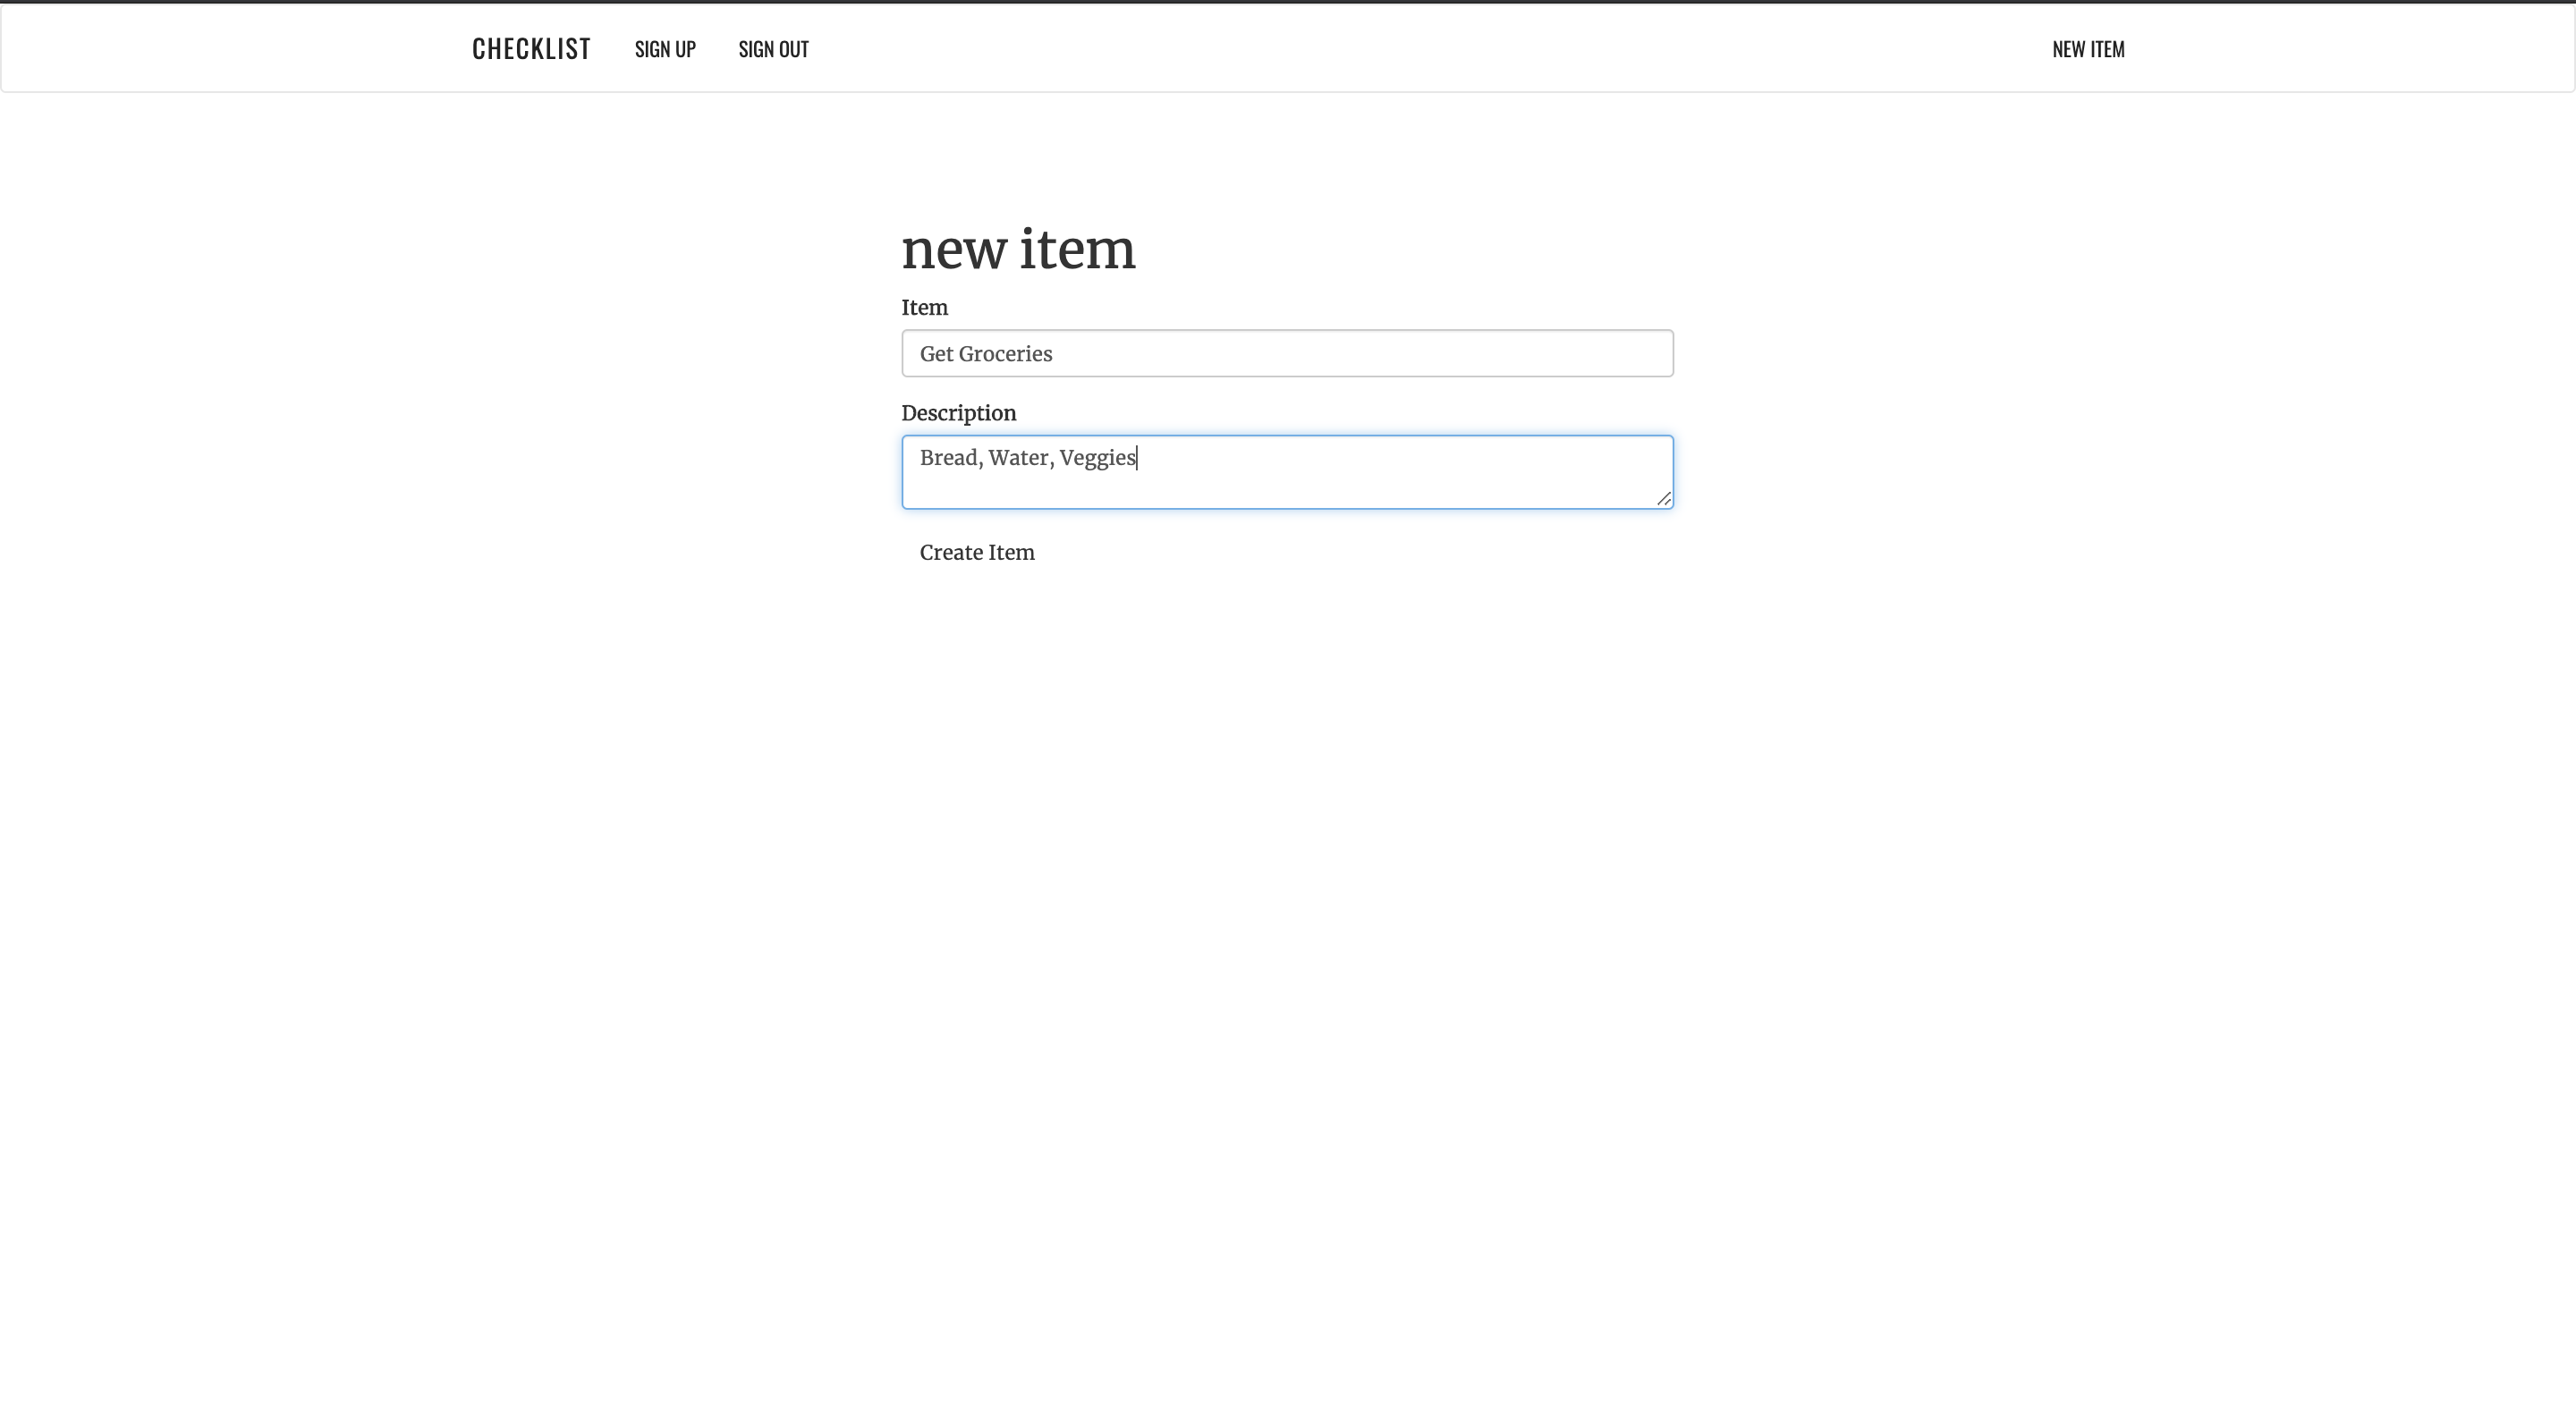 CHECKLIST SIGN UP SIGN OUT NEW ITEM
new item
Item
Get Groceries
Description
Bread, Water, Veggies
Create Item